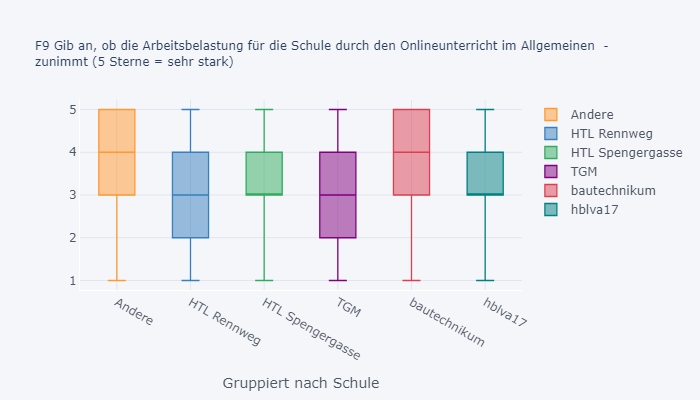 F9 Gib an, ob die Arbeitsbelastung für die Schule durch den Onlineunterricht im Allgemeinen  -
zunimmt (5 Sterne = sehr stark)
5
4
3
2
1
Andere
HTL Rennweg
HTL Spengergasse
TGM
bautechnikum
hblva17
Gruppiert nach Schule
Andere
HTL Rennweg
HTL Spengergasse
TGM
bautechnikum
hblva17